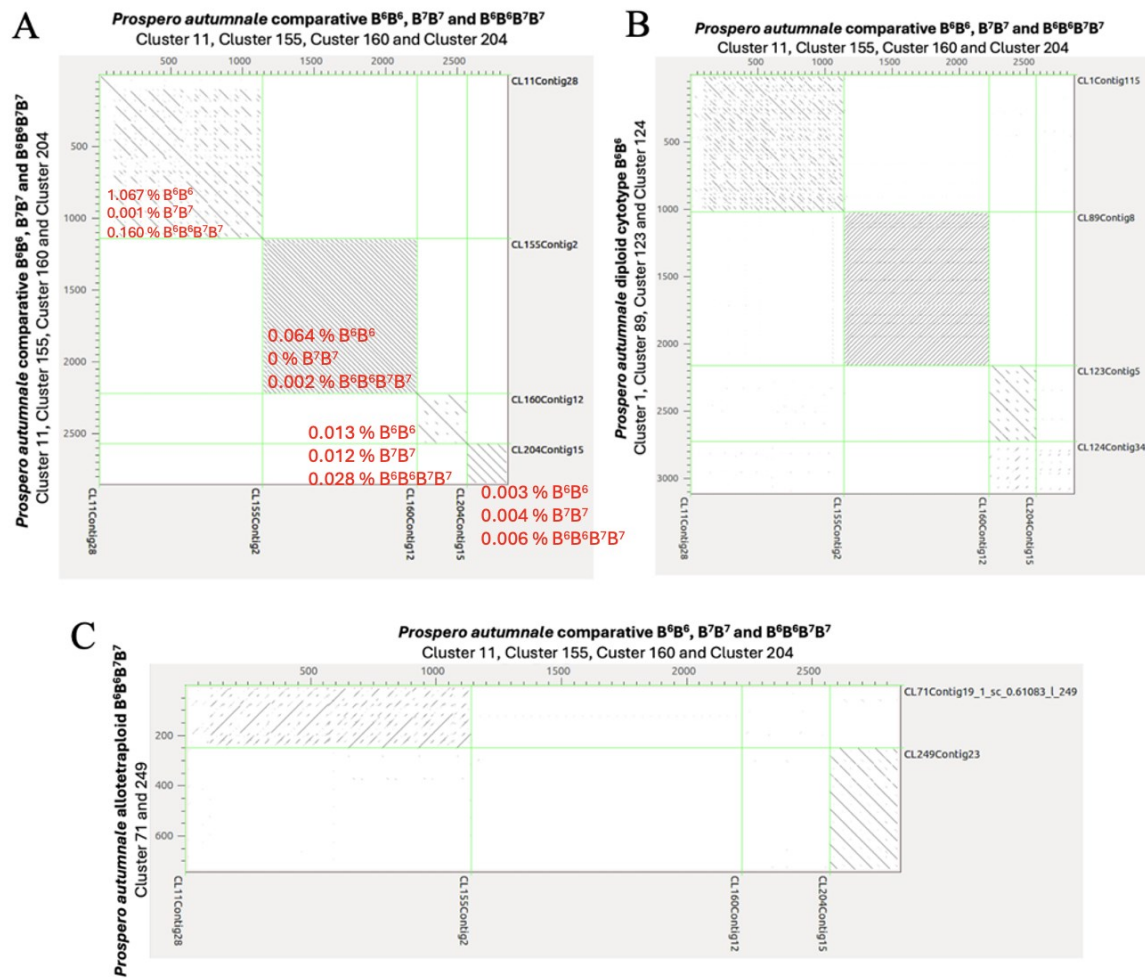 A
Prospero autumnale comparative B⁶B⁶, B⁷B⁷ and B⁶B⁶B⁷B⁷
Cluster 11, Cluster 155, Custer 160 and Cluster 204
500 1000 1500 2000 2500
Prospero autumnale comparative B⁶B⁶, B⁷B⁷ and B⁶B⁶B⁷B⁷
Cluster 11, Cluster 155, Custer 160 and Cluster 204
CL11Contig28
500
1.067 % B⁶B⁶
0.001 % B⁷B⁷
1000
0.160 % B⁶B⁶B⁷B⁷
CL155Contig2
1500
0.064 % B⁶B⁶
0 % B⁷B⁷
2000
0.002 % B⁶B⁶B⁷B⁷
CL160Contig12
0.013 % B⁶B⁶
2500
CL204Contig15
0.012 % B⁷B⁷
0.028 % B⁶B⁶B⁷B⁷
0.003 % B⁶B⁶
0.004 % B⁷B⁷
0.006 % B⁶B⁶B⁷B⁷
CL11Contig28
CL155Contig2
CL160Contig12
CL204Contig15
B
Prospero autumnale comparative B⁶B⁶, B⁷B⁷ and B⁶B⁶B⁷B⁷
Cluster 11, Cluster 155, Custer 160 and Cluster 204
500 1000 1500 2000 2500
Prospero autumnale diploid cytotype B⁶B⁶
Cluster 1, Cluster 89, Custer 123 and Cluster 124
CL1Contig115
500
1000
CL89Contig8
1500
2000
CL123Contig5
2500
CL124Contig34
3000
CL11Contig28
CL155Contig2
CL160Contig12
CL204Contig15
C
Prospero autumnale comparative B⁶B⁶, B⁷B⁷ and B⁶B⁶B⁷B⁷
Cluster 11, Cluster 155, Custer 160 and Cluster 204
500 1000 1500 2000 2500
Prospero autumnale allotetraploid B⁶B⁶B⁷B⁷
Cluster 71 and 249
CL71Contig19_1_sc_0.61083_l_249
200
CL249Contig23
400
600
CL11Contig28
CL155Contig2
CL160Contig12
CL204Contig15